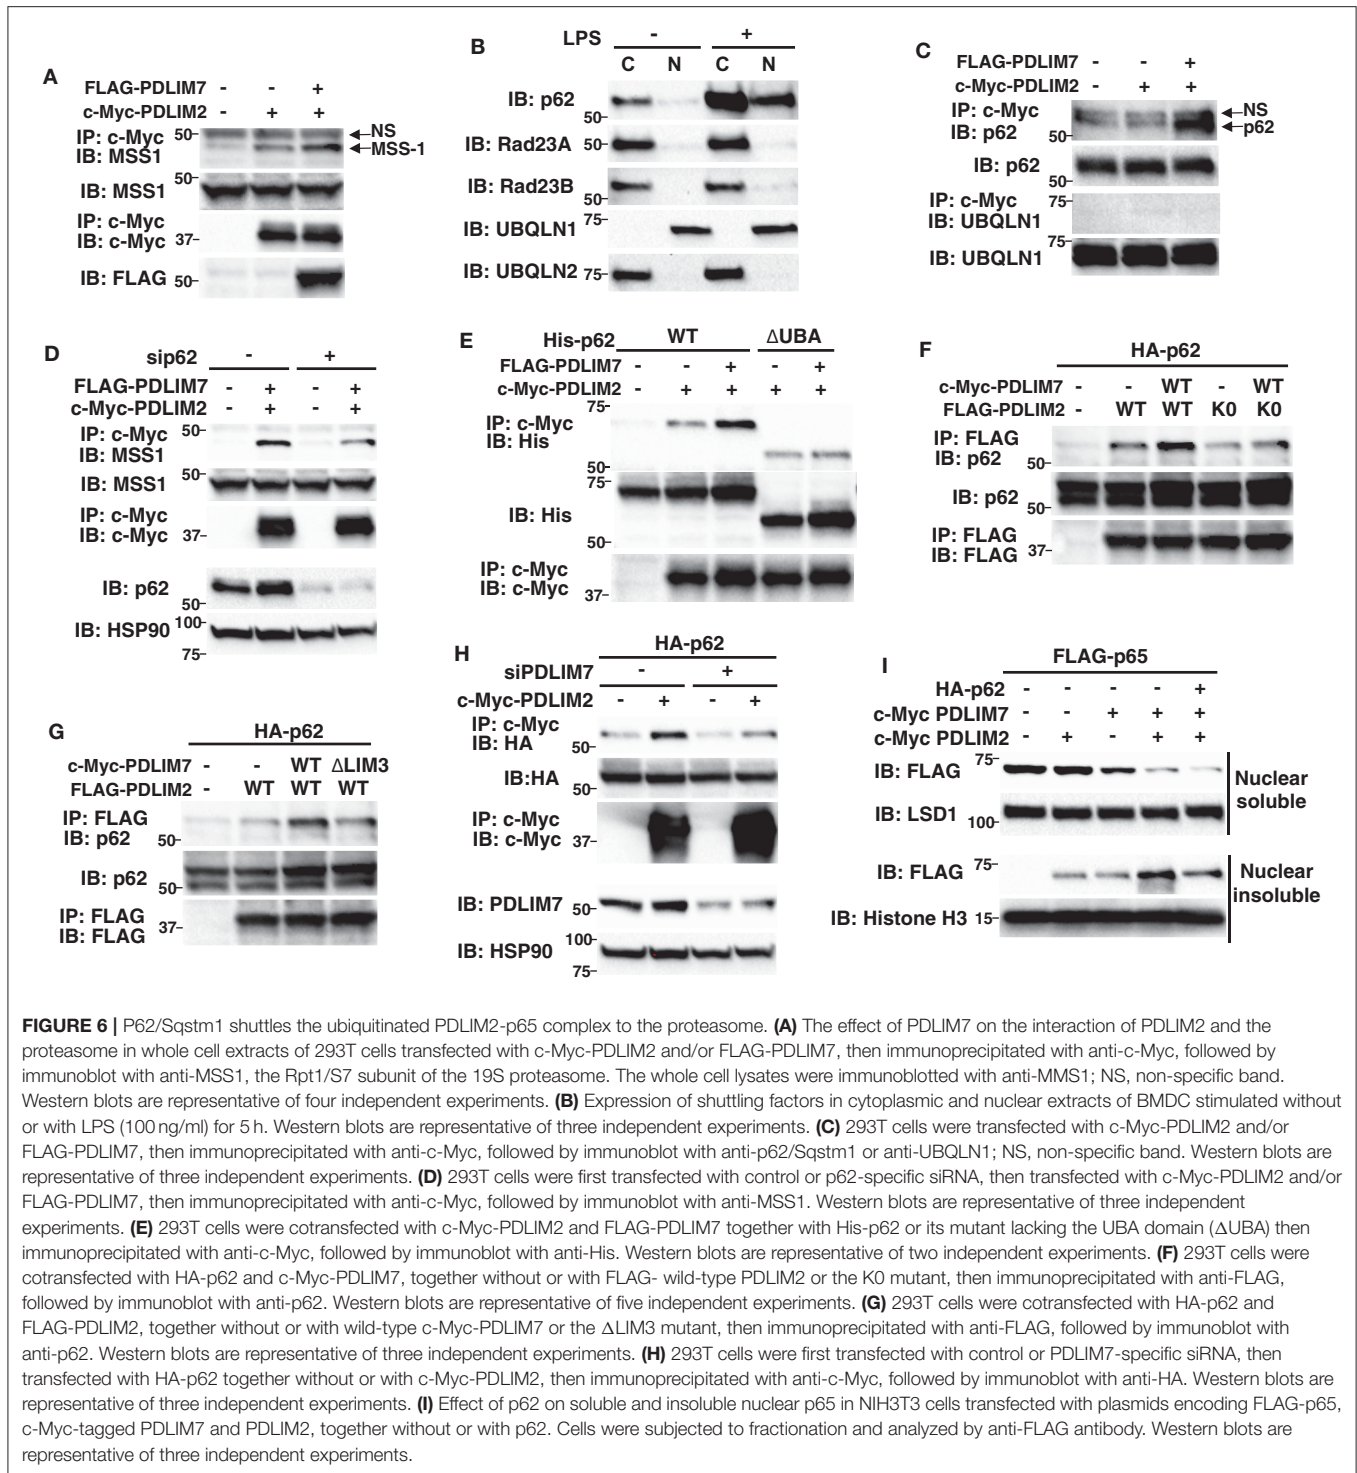 A
FLAG-PDLIM7 - - +
c-Myc-PDLIM2 - + +
IP: c-Myc
IB: MSS1
50
NS
MSS-1
IB: MSS1
50
IP: c-Myc
IB: c-Myc
37
IB: FLAG
50
B
LPS - +
C N C N
IB: p62
50
IB: Rad23A
50
IB: Rad23B
50
IB: UBQLN1
75
IB: UBQLN2
75
C
FLAG-PDLIM7 - - +
c-Myc-PDLIM2 - + +
IP: c-Myc
IB: p62
50
NS
p62
IB: p62
50
IP: c-Myc
IB: UBQLN1
75
IB: UBQLN1
75
D
sip62 - +
FLAG-PDLIM7 - + - +
c-Myc-PDLIM2 - + - +
IP: c-Myc
IB: MSS1
50
IB: MSS1
50
IP: c-Myc
IB: c-Myc
37
IB: p62
50
IB: HSP90
100
75
E
His-p62 WT ΔUBA
FLAG-PDLIM7 - - + - +
c-Myc-PDLIM2 - + + + +
IP: c-Myc
IB: His
75
50
IB: His
75
50
IP: c-Myc
IB: c-Myc
37
F
HA-p62
c-Myc-PDLIM7 - - WT - WT
FLAG-PDLIM2 - WT WT K0 K0
IP: FLAG
IB: p62
50
IB: p62
50
IP: FLAG
IB: FLAG
37
G
HA-p62
c-Myc-PDLIM7 - - WT ΔLIM3
FLAG-PDLIM2 - WT WT WT
IP: FLAG
IB: p62
50
IB: p62
50
IP: FLAG
IB: FLAG
37
H
HA-p62
siPDLIM7 - +
c-Myc-PDLIM2 - + - +
IP: c-Myc
IB: HA
50
IB:HA
50
IP: c-Myc
IB: c-Myc
37
IB: PDLIM7
50
IB: HSP90
100
75
I
FLAG-p65
HA-p62 - - - - +
c-Myc PDLIM7 - - + + +
c-Myc PDLIM2 - + - + +
IB: FLAG
75
IB: LSD1
100
Nuclear
soluble
IB: FLAG
75
IB: Histone H3
15
Nuclear
insoluble
FIGURE 6 | P62/Sqstm1 shuttles the ubiquitinated PDLIM2-p65 complex to the proteasome. (A) The effect of PDLIM7 on the interaction of PDLIM2 and the
proteasome in whole cell extracts of 293T cells transfected with c-Myc-PDLIM2 and/or FLAG-PDLIM7, then immunoprecipitated with anti-c-Myc, followed by
immunoblot with anti-MSS1, the Rpt1/S7 subunit of the 19S proteasome. The whole cell lysates were immunoblotted with anti-MMS1; NS, non-specific band.
Western blots are representative of four independent experiments. (B) Expression of shuttling factors in cytoplasmic and nuclear extracts of BMDC stimulated without
or with LPS (100 ng/ml) for 5 h. Western blots are representative of three independent experiments. (C) 293T cells were transfected with c-Myc-PDLIM2 and/or
FLAG-PDLIM7, then immunoprecipitated with anti-c-Myc, followed by immunoblot with anti-p62/Sqstm1 or anti-UBQLN1; NS, non-specific band. Western blots are
representative of three independent experiments. (D) 293T cells were first transfected with control or p62-specific siRNA, then transfected with c-Myc-PDLIM2 and/or
FLAG-PDLIM7, then immunoprecipitated with anti-c-Myc, followed by immunoblot with anti-MSS1. Western blots are representative of three independent
experiments. (E) 293T cells were cotransfected with c-Myc-PDLIM2 and FLAG-PDLIM7 together with His-p62 or its mutant lacking the UBA domain (ΔUBA) then
immunoprecipitated with anti-c-Myc, followed by immunoblot with anti-His. Western blots are representative of two independent experiments. (F) 293T cells were
cotransfected with HA-p62 and c-Myc-PDLIM7, together without or with FLAG- wild-type PDLIM2 or the K0 mutant, then immunoprecipitated with anti-FLAG,
followed by immunoblot with anti-p62. Western blots are representative of five independent experiments. (G) 293T cells were cotransfected with HA-p62 and
FLAG-PDLIM2, together without or with wild-type c-Myc-PDLIM7 or the ΔLIM3 mutant, then immunoprecipitated with anti-FLAG, followed by immunoblot with
anti-p62. Western blots are representative of three independent experiments. (H) 293T cells were first transfected with control or PDLIM7-specific siRNA, then
transfected with HA-p62 together without or with c-Myc-PDLIM2, then immunoprecipitated with anti-c-Myc, followed by immunoblot with anti-HA. Western blots are
representative of three independent experiments. (I) Effect of p62 on soluble and insoluble nuclear p65 in NIH3T3 cells transfected with plasmids encoding FLAG-p65,
c-Myc-tagged PDLIM7 and PDLIM2, together without or with p62. Cells were subjected to fractionation and analyzed by anti-FLAG antibody. Western blots are
representative of three independent experiments.